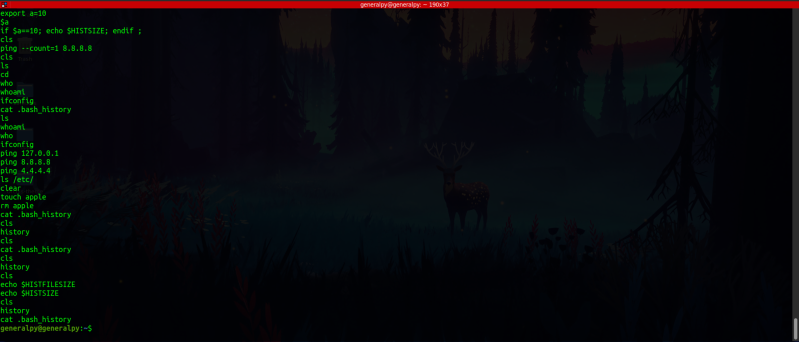 generalpy@generalpy: ~ 190x37
export a=10
$a
if $a==10; echo $HISTSIZE; endif ;
cls
ping --count=1 8.8.8.8
cls
ls
cd
who
whoami
ifconfig
cat .bash_history
ls
whoami
who
ifconfig
ping 127.0.0.1
ping 8.8.8.8
ping 4.4.4.4
ls /etc/
clear
touch apple
rm apple
cat .bash_history
cls
history
cls
cat .bash_history
cls
history
cls
echo $HISTFILESIZE
echo $HISTSIZE
cls
history
cat .bash_history
generalpy@generalpy:~$